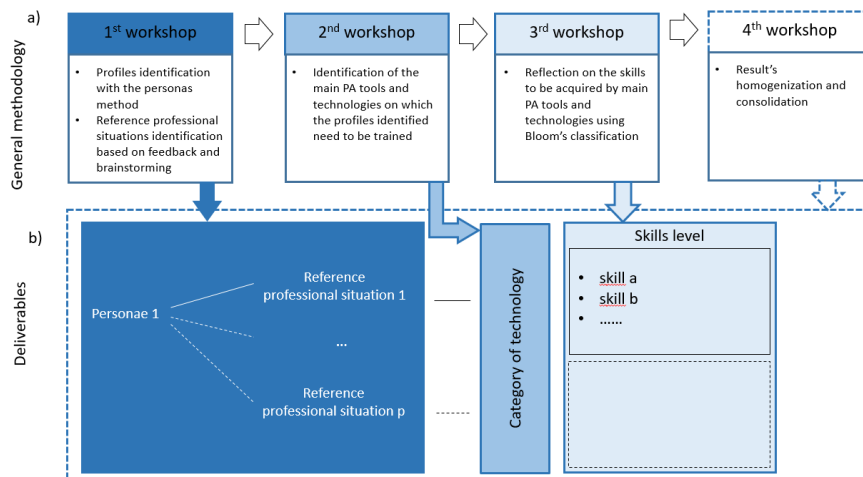 a)
General methodology
1st workshop
• Profiles identification
with the personas
method
• Reference professional
situations identification
based on feedback and
brainstorming
2nd workshop
• Identification of the
main PA tools and
technologies on which
the profiles identified
need to be trained
3rd workshop
• Reflection on the skills
to be acquired by main
PA tools and
technologies using
Bloom's classification
4th workshop
• Result's
homogenization and
consolidation
b)
Deliverables
Personae 1
Reference
professional situation 1
...
Reference
professional situation p
Category of technology
Skills level
• skill a
• skill b
• ……